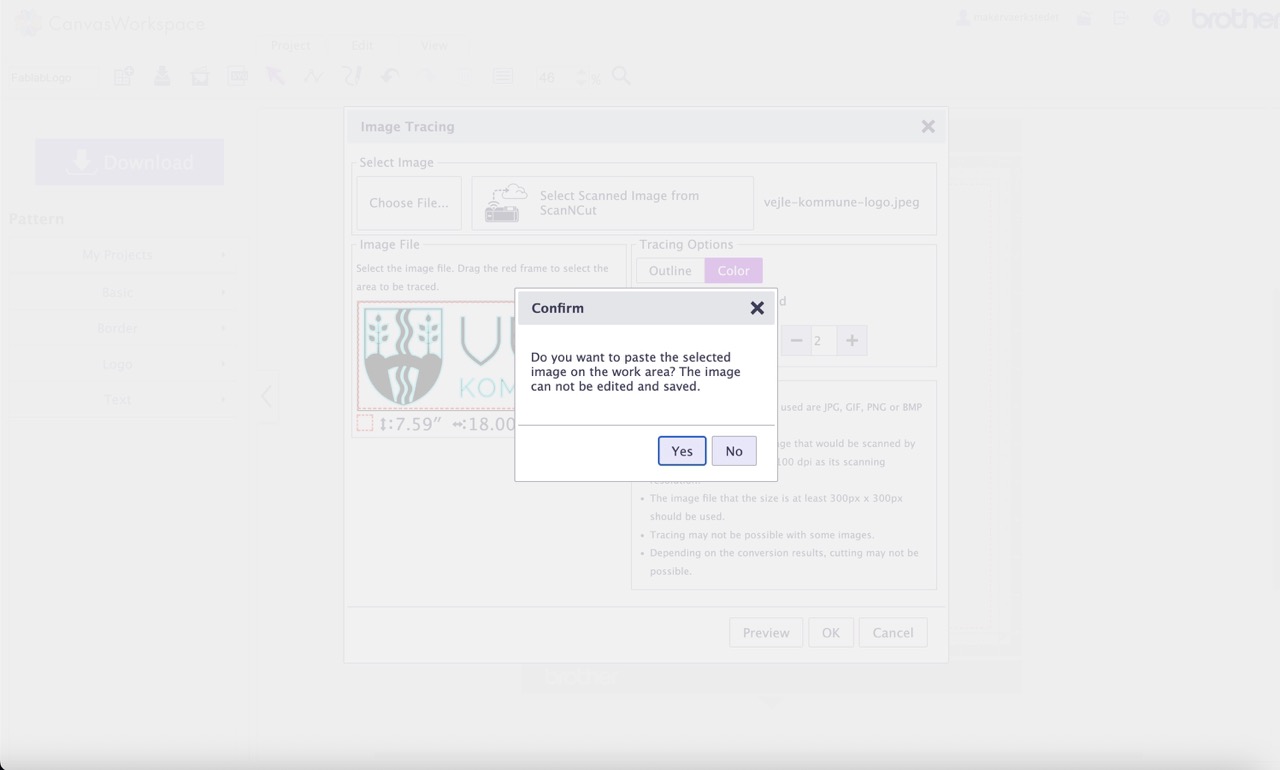 CanvasWorkspace
brother
Project Edit View
FablabLogo
46
Download
Pattern
My Projects
Basic
Border
Logo
Text
Image Tracing
Select Image
Choose File...
Select Scanned Image from
ScanNCut
vejle-kommune-logo.jpeg
Image File
Select the image file. Drag the red frame to select the
area to be traced.
KOM
7.59″ 18.00
Tracing Options
Outline Color
d
2
used are JPG, GIF, PNG or BMP
ge that would be scanned by
100 dpi as its scanning
resolution.
• The image file that the size is at least 300px x 300px
should be used.
• Tracing may not be possible with some images.
• Depending on the conversion results, cutting may not be
possible.
Confirm
Do you want to paste the selected
image on the work area? The image
can not be edited and saved.
Yes No
Preview OK Cancel